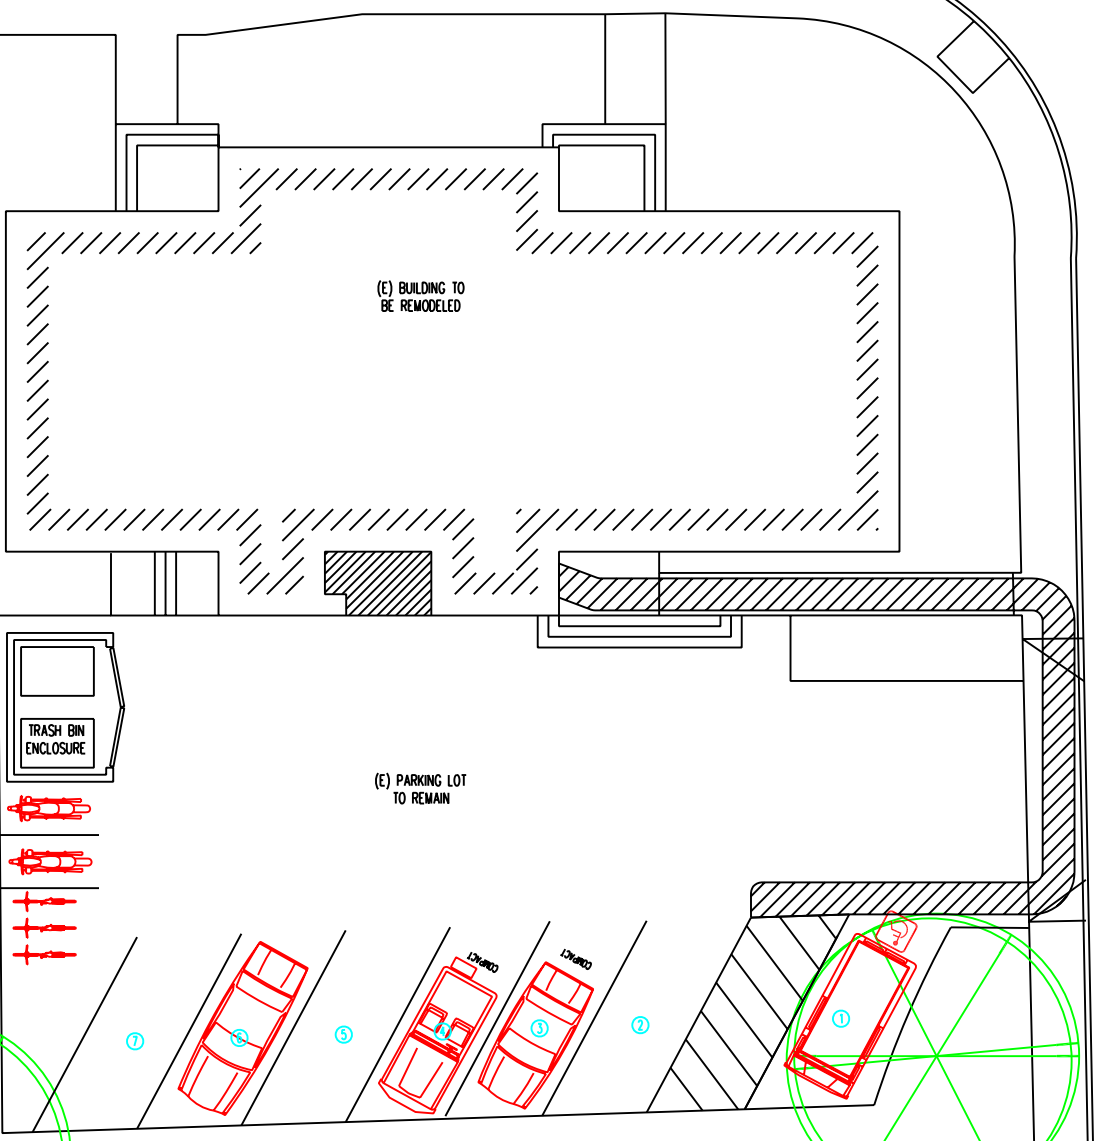 (E) BUILDING TO
BE REMODELED
TRASH BIN
ENCLOSURE
(E) PARKING LOT
TO REMAIN
COMPACT
COMPACT
7
6
5
4
3
2
1